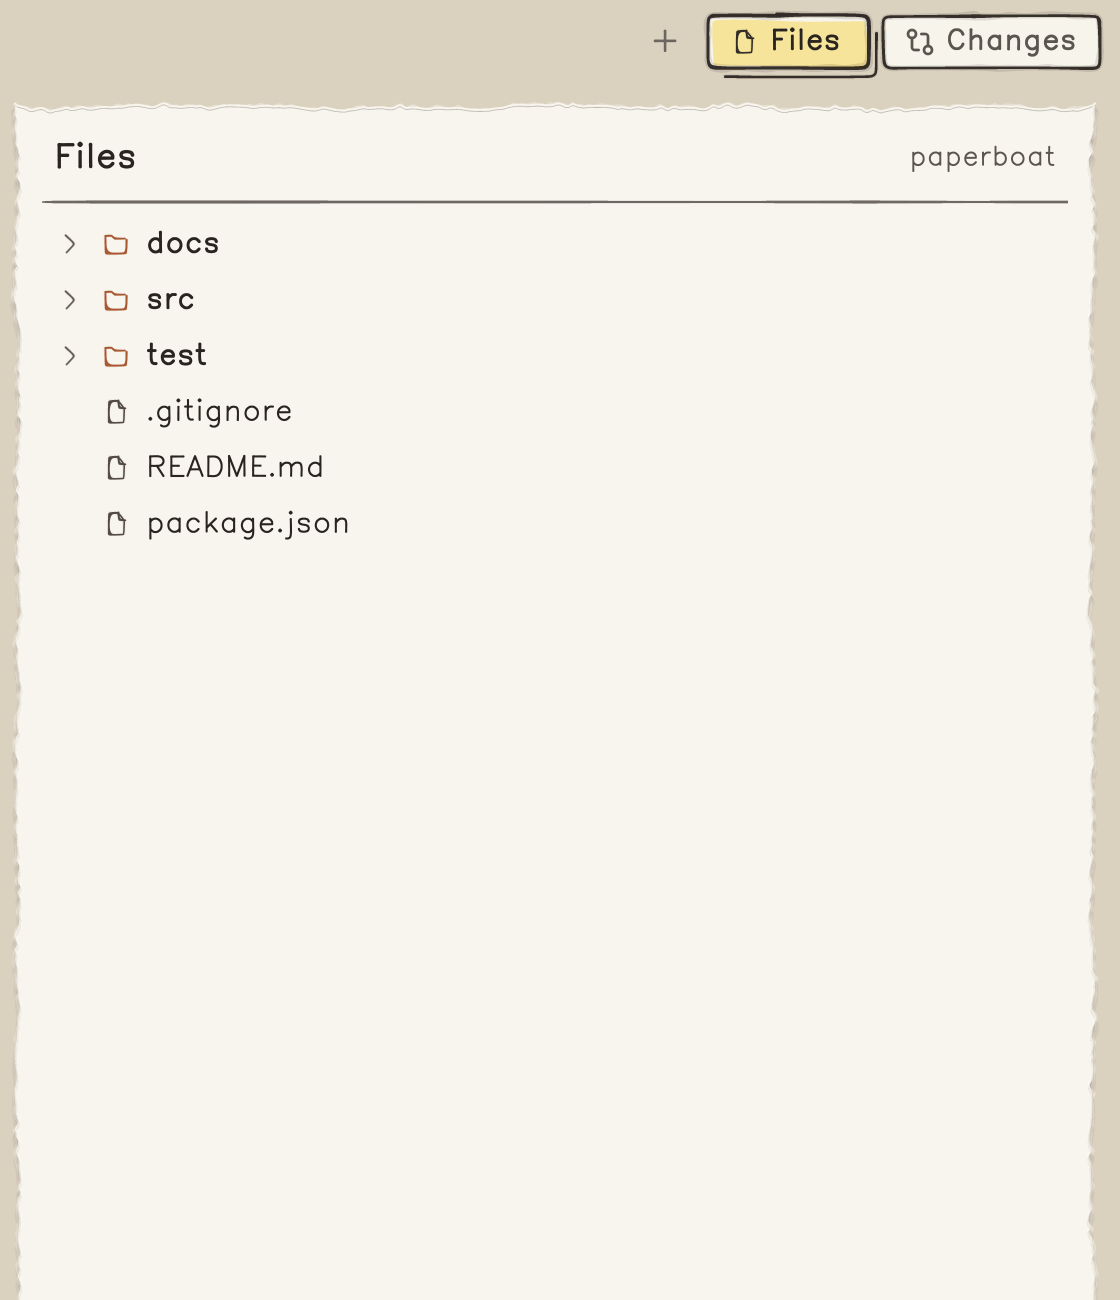 Files Changes
Files paperboat
docs
src
test
.gitignore
README.md
package.json